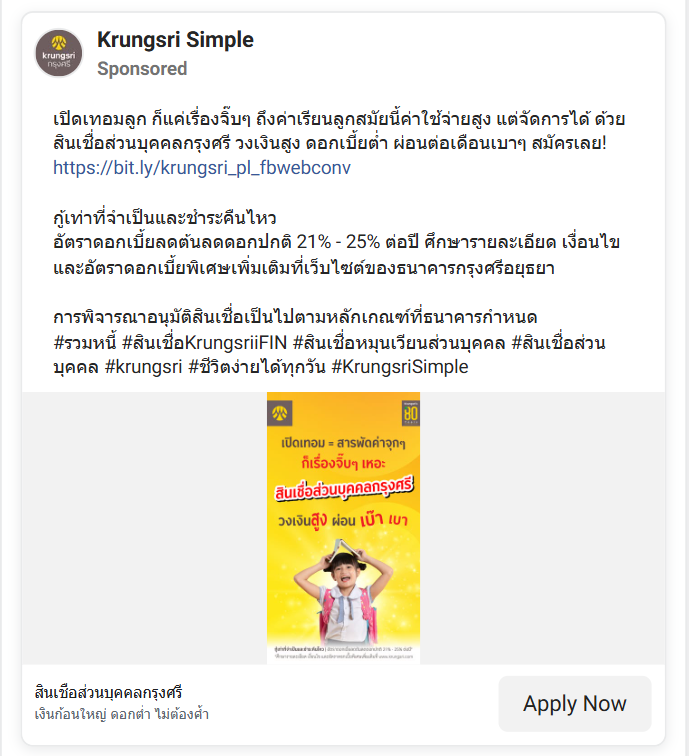 krungsri
กรุงศรี
Krungsri Simple
Sponsored
เปิดเทอมลูก ก็แค่เรื่องจิ๊บๆ ถึงค่าเรียนลูกสมัยนี้ค่าใช้จ่ายสูง แต่จัดการได้ ด้วย
สินเชื่อส่วนบุคคลกรุงศรี วงเงินสูง ดอกเบี้ยต่ำ ผ่อนต่อเดือนเบาๆ สมัครเลย!
https://bit.ly/krungsri_pl_fbwebconv
กู้เท่าที่จำเป็นและชำระคืนไหว
อัตราดอกเบี้ยลดต้นลดดอกปกติ 21% - 25% ต่อปี ศึกษารายละเอียด เงื่อนไข
และอัตราดอกเบี้ยพิเศษเพิ่มเติมที่เว็บไซต์ของธนาคารกรุงศรีอยุธยา
การพิจารณาอนุมัติสินเชื่อเป็นไปตามหลักเกณฑ์ที่ธนาคารกำหนด
#รวมหนี้ #สินเชื่อKrungsriiFIN #สินเชื่อหมุนเวียนส่วนบุคคล #สินเชื่อส่วน
บุคคล #krungsri #ชีวิตง่ายได้ทุกวัน #KrungsriSimple
เปิดเทอม = สารพัดค่าจุกๆ
ก็เรื่องจิ๊บๆ เหอะ
สินเชื่อส่วนบุคคลกรุงศรี
วงเงินสูง ผ่อน เบ๊า เบา
กู้เท่าที่จำเป็นและชำระคืนไหว
สินเชื่อส่วนบุคคลกรุงศรี
เงินก้อนใหญ่ ดอกต่ำ ไม่ต้องค้ำ
Apply Now